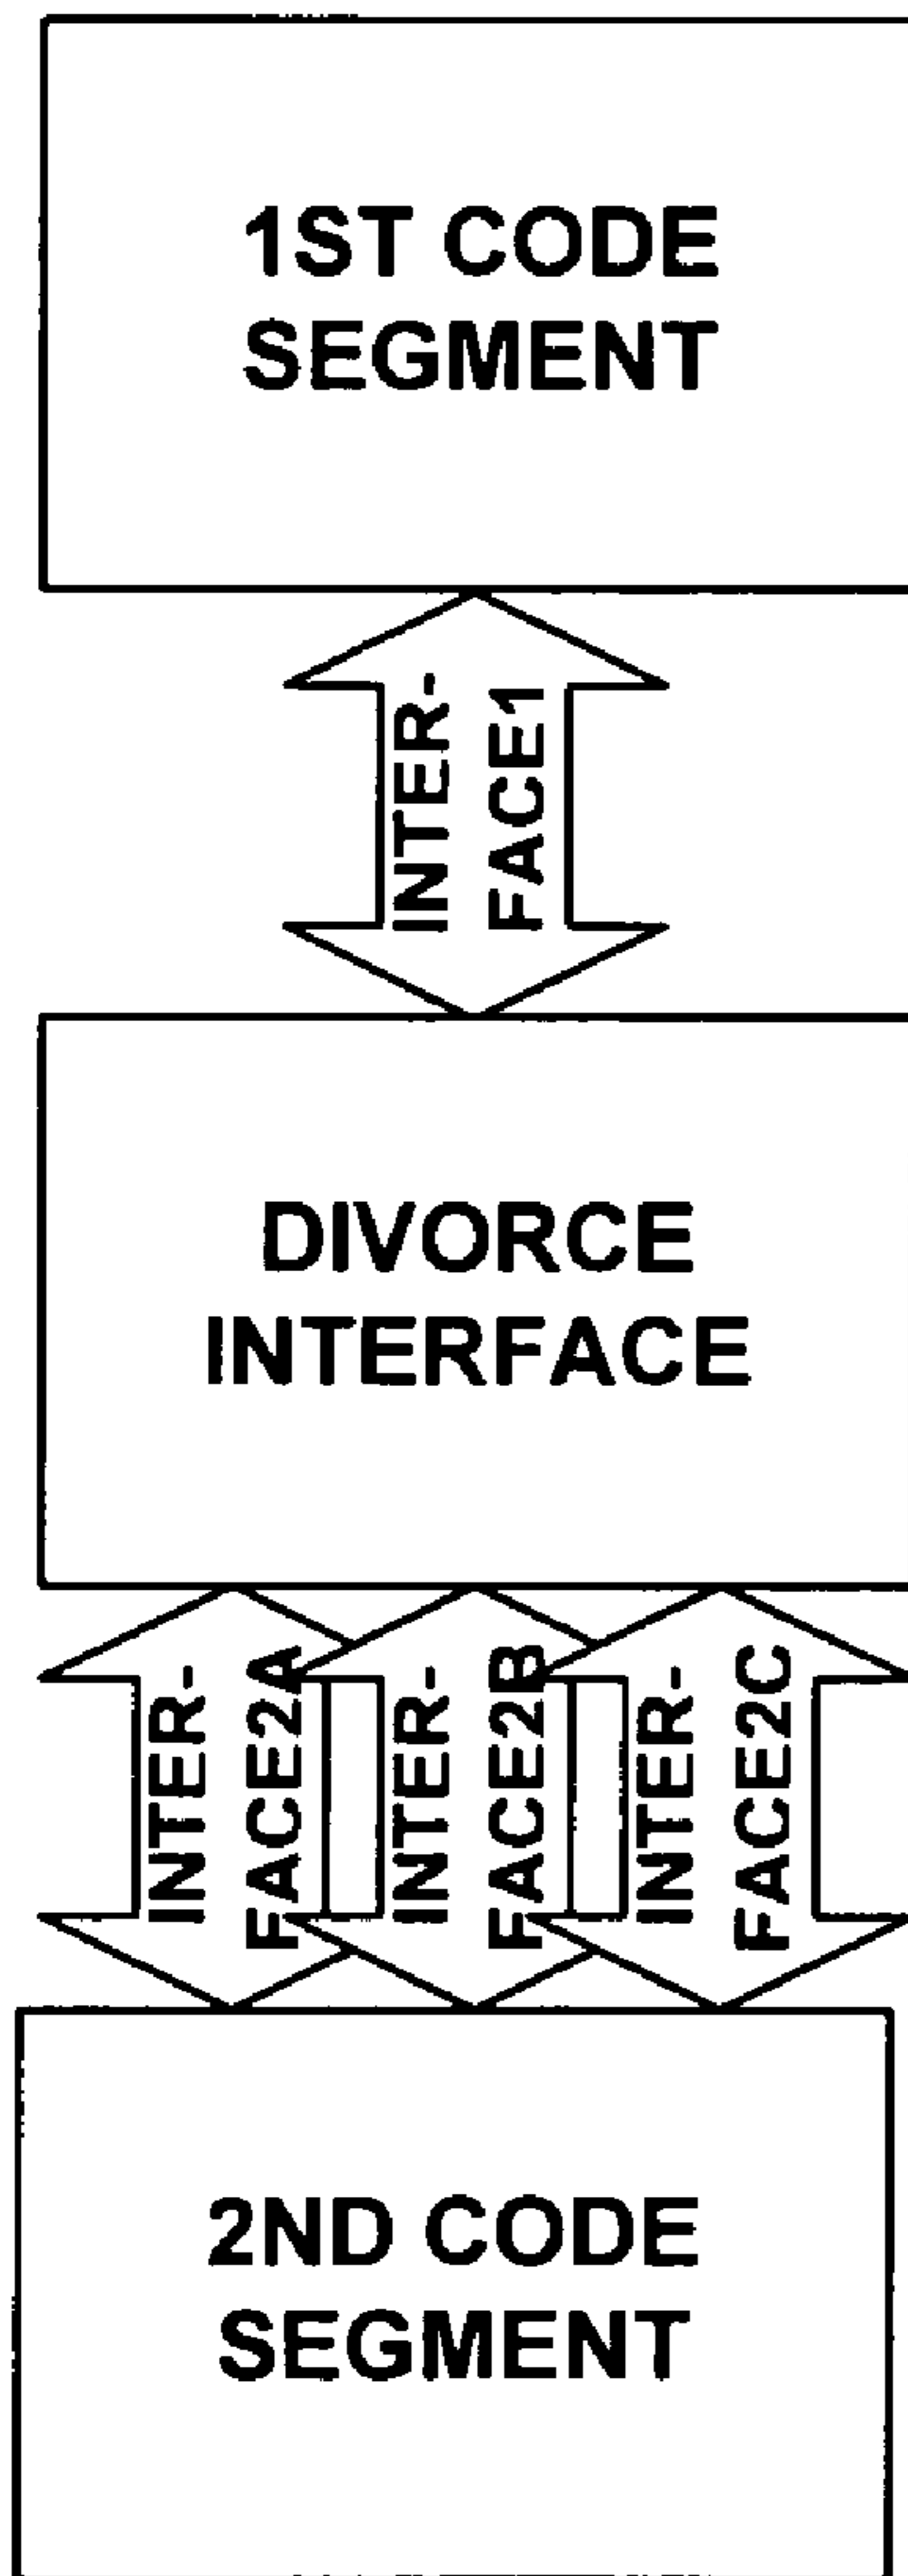 1ST CODE
SEGMENT
INTER-
FACE1
DIVORCE
INTERFACE
INTER-
FACE2A
INTER-
FACE2B
INTER-
FACE2C
2ND CODE
SEGMENT